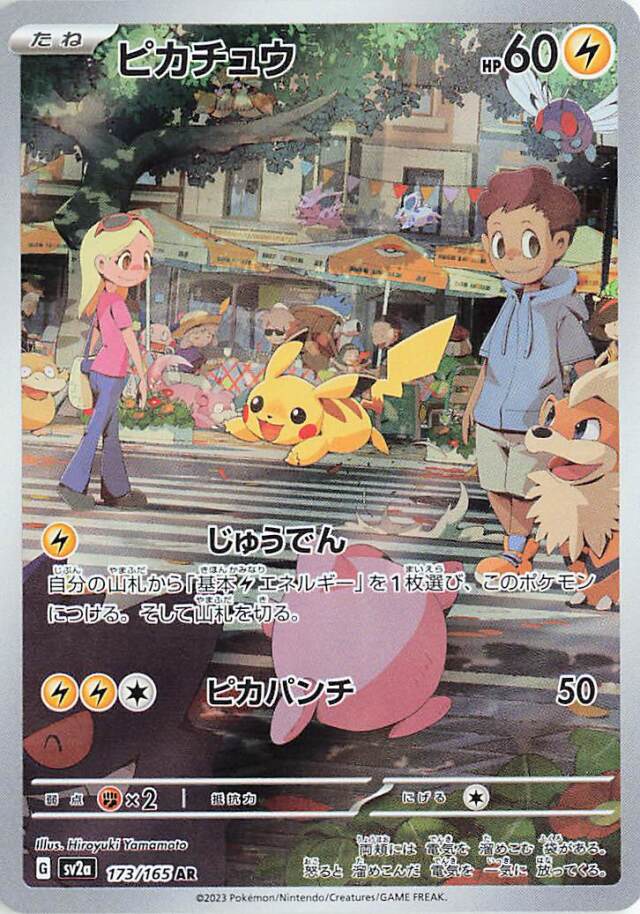 たね
ピカチュウ
HP60
じゅうでん
自分の山札から「基本エネルギー」を1枚選び、このポケモン
につける。そして山札を切る。
ピカパンチ 50
弱点 ×2 抵抗力 にげる
Illus. Hiroyuki Yamamoto
両頬には 電気を 溜めこむ 袋がある。
怒ると 溜めこんだ 電気を 一気に 放ってくる。
G sv2a 173/165 AR
©2023 Pokémon/Nintendo/Creatures/GAME FREAK.